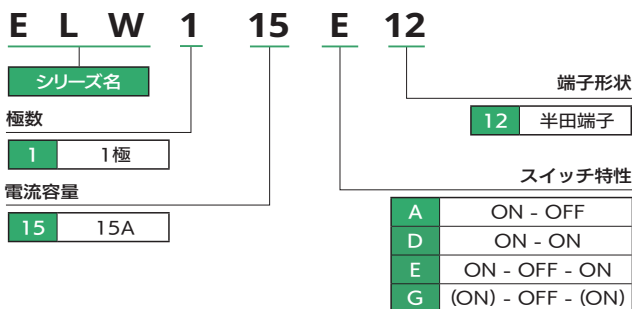 E L W 1 15 E 12
シリーズ名
端子形状
12 半田端子
極数
1 1極
スイッチ特性
電流容量
15 15A
A ON - OFF
D ON - ON
E ON - OFF - ON
G (ON) - OFF - (ON)